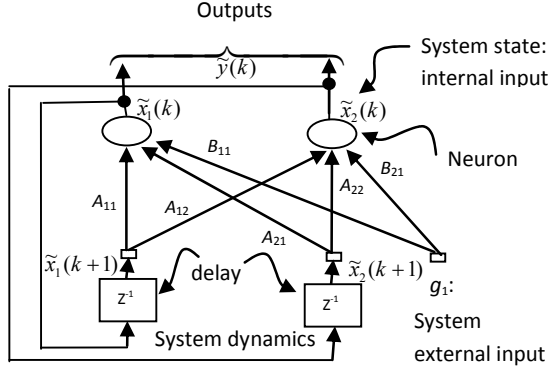 Outputs
ỹ(k)
System state:
internal input
x̃₁(k)
x̃₂(k)
B₁₁
Neuron
A₁₁
A₁₂
A₂₂
B₂₁
A₂₁
x̃₁(k+1)
delay
x̃₂(k+1)
g₁:
Z⁻¹
Z⁻¹
System dynamics
System
external input